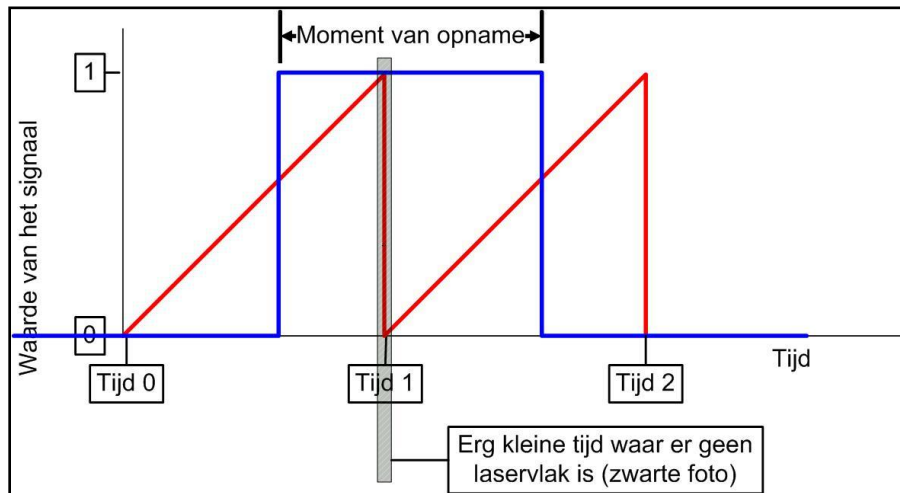 Moment van opname
1
Waarde van het signaal
0
Tijd
Tijd 0
Tijd 1
Tijd 2
Erg kleine tijd waar er geen
laservlak is (zwarte foto)